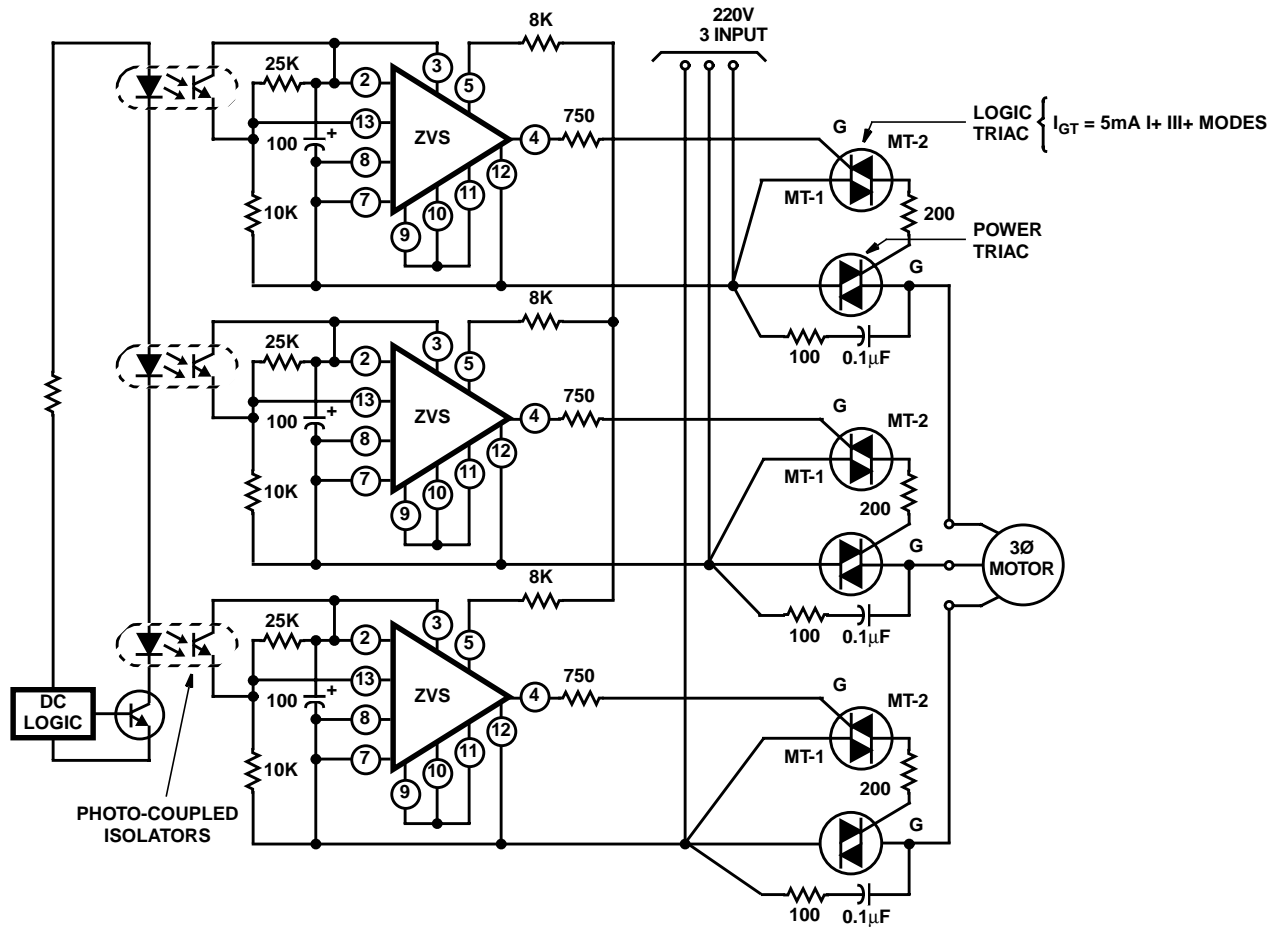 220V
3 INPUT
8K
25K
2
3
5
13
100
+
8
ZVS
4
750
12
7
11
10
9
10K
G
MT-2
MT-1
LOGIC
TRIAC
I_GT = 5mA I+ III+ MODES
200
POWER
TRIAC
G
100
0.1μF
8K
25K
2
3
5
13
100
+
8
ZVS
4
750
12
7
11
10
9
10K
G
MT-2
MT-1
200
G
100
0.1μF
3Ø
MOTOR
8K
25K
2
3
5
13
100
+
8
ZVS
4
750
12
7
11
10
9
10K
G
MT-2
MT-1
200
G
100
0.1μF
DC
LOGIC
PHOTO-COUPLED
ISOLATORS